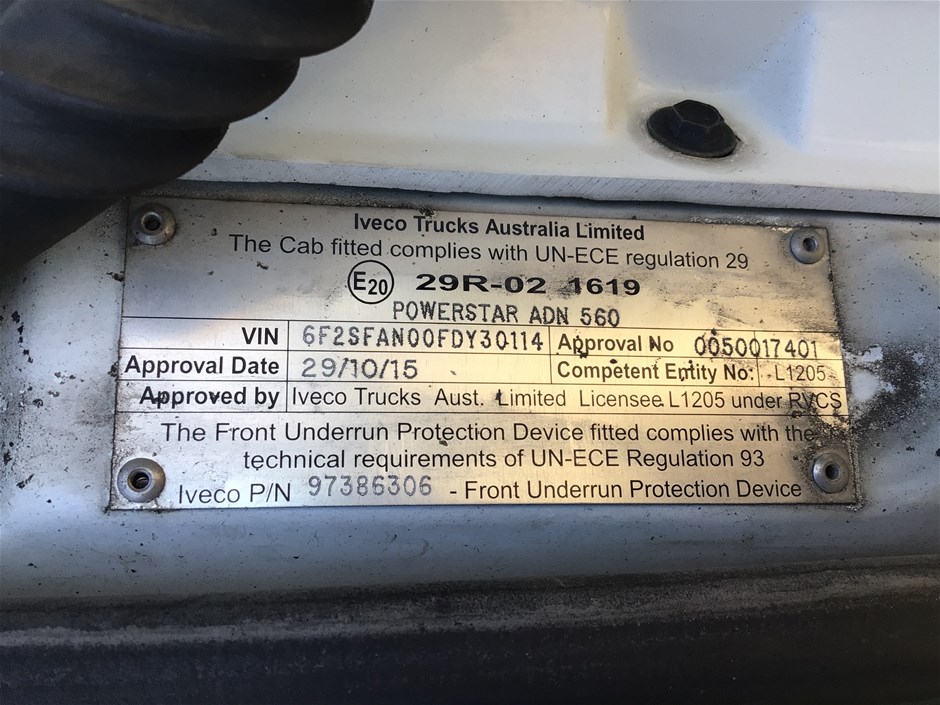 Iveco Trucks Australia Limited
The Cab fitted complies with UN-ECE regulation 29
E20 29R-02 1619
POWERSTAR ADN 560
VIN 6F2SFAN00FDY30114 Approval No 0050017401
Approval Date 29/10/15 Competent Entity No: L1205
Approved by Iveco Trucks Aust. Limited Licensee L1205 under RVCS
The Front Underrun Protection Device fitted complies with the
technical requirements of UN-ECE Regulation 93
Iveco P/N 97386306 - Front Underrun Protection Device